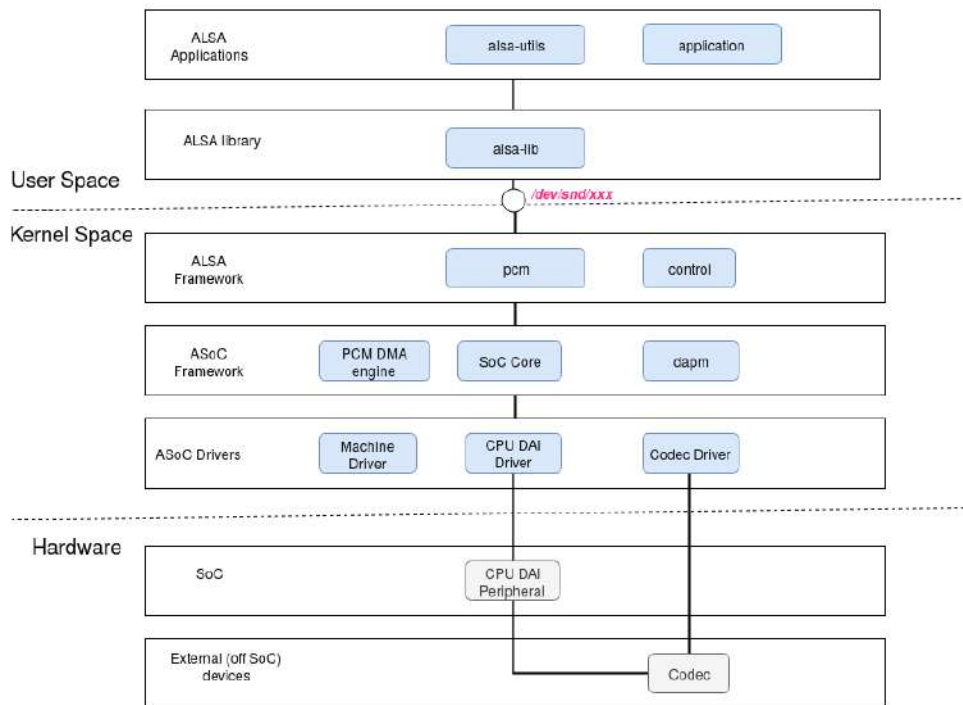 ALSA
Applications
alsa-utils
application
ALSA library
alsa-lib
User Space
/dev/snd/xxx
Kernel Space
ALSA
Framework
pcm
control
ASoC
Framework
PCM DMA
engine
SoC Core
dapm
ASoC Drivers
Machine
Driver
CPU DAI
Driver
Codec Driver
Hardware
SoC
CPU DAI
Peripheral
External (off SoC)
devices
Codec